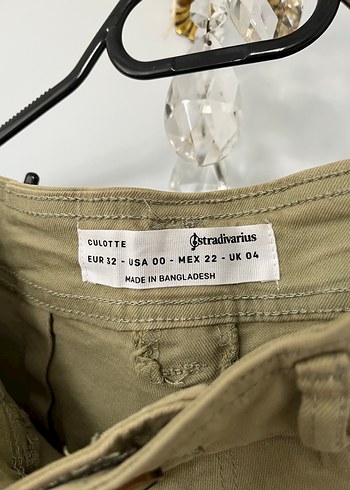 CULOTTE Stradivarius
EUR 32 - USA 00 - MEX 22 - UK 04
MADE IN BANGLADESH